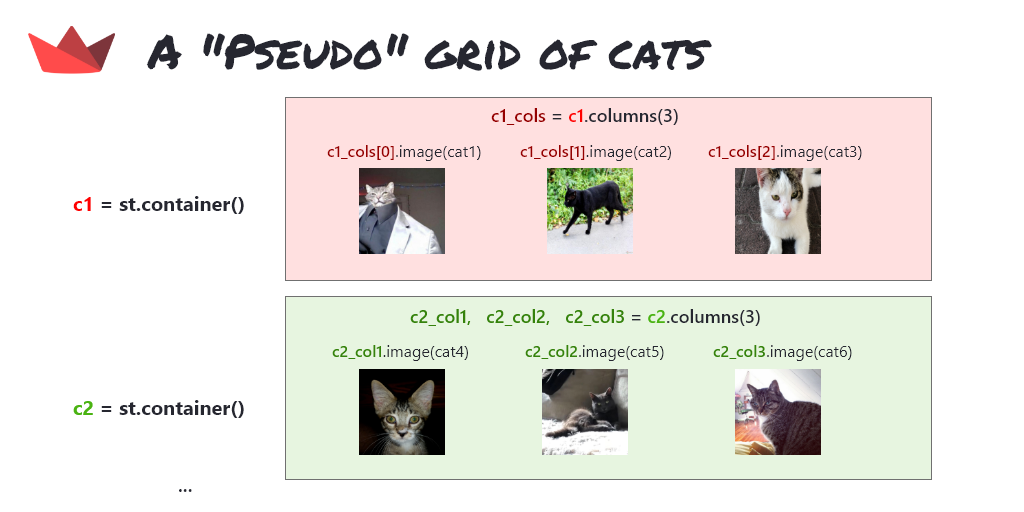 A "Pseudo" grid of cats
c1_cols = c1.columns(3)
c1_cols[0].image(cat1) c1_cols[1].image(cat2) c1_cols[2].image(cat3)
c1 = st.container()
c2_col1, c2_col2, c2_col3 = c2.columns(3)
c2_col1.image(cat4) c2_col2.image(cat5) c2_col3.image(cat6)
c2 = st.container()
...